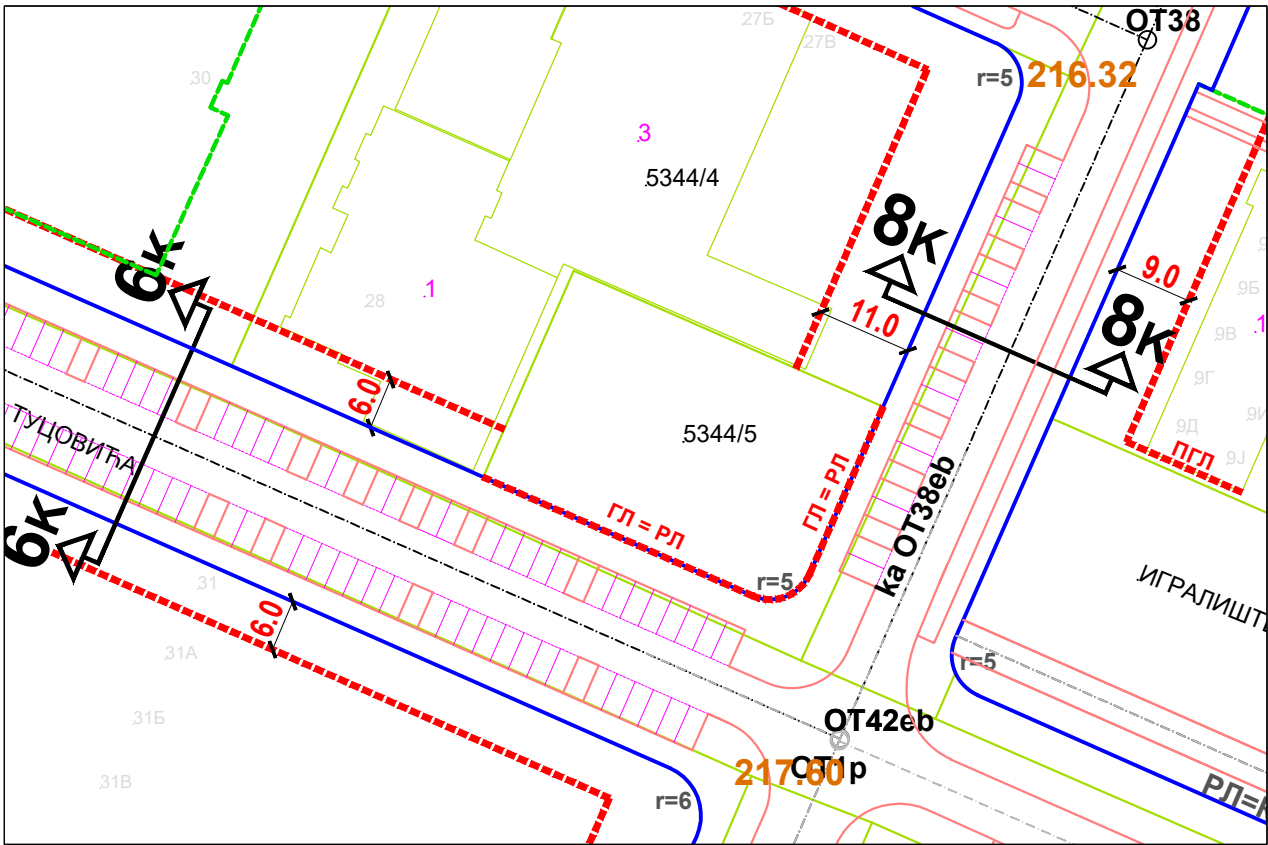 27Б
ОТ38
27В
30
r=5
216.32
.3
.5344/4
8К
6К
9.0
9Б
28
.1
11.0
8К
.1
9В
9Г
6.0
9Д
ТУЦОВИЋА
.5344/5
ПГЛ
9Ј
ка ОТ38eb
ГЛ = РЛ
ГЛ = РЛ
6К
31
r=5
6.0
31А
r=5
31Б
ОТ42eb
217.60
ОТ1р
31В
r=6